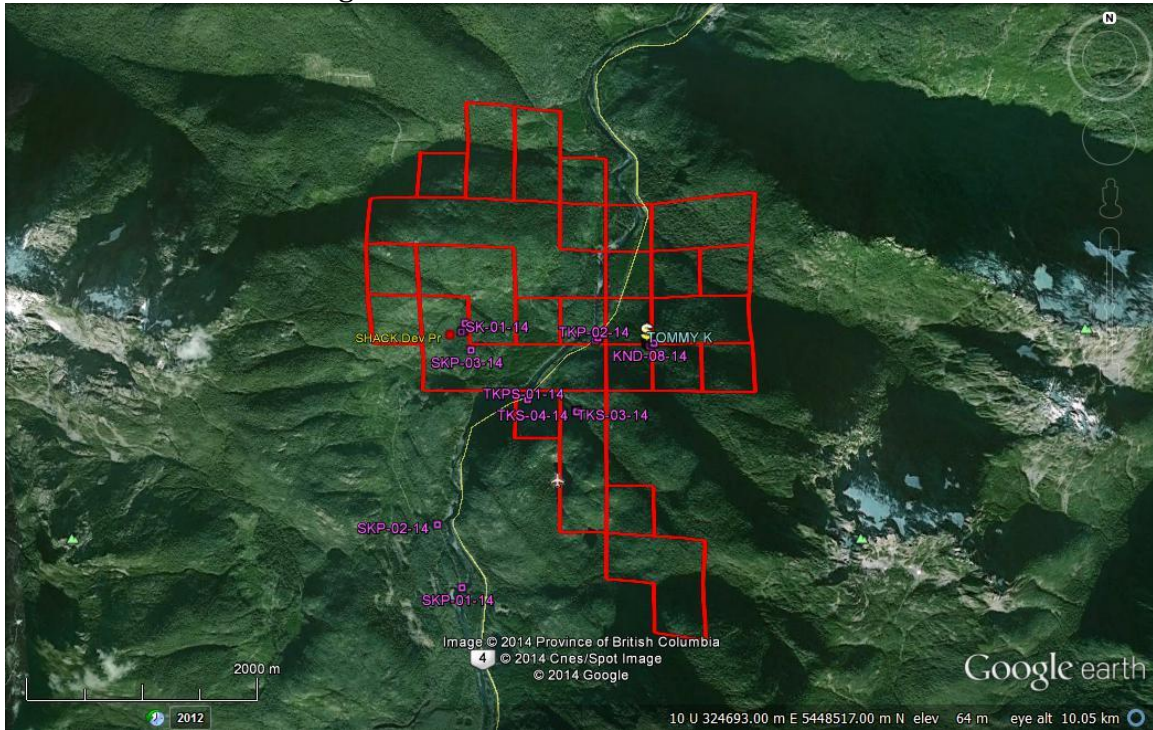 N
SK-01-14
SHACK Dev Pr
TKP-02-14
TOMMY K
SKP-03-14
KND-08-14
TKPS-01-14
TKS-04-14
TKS-03-14
SKP-02-14
SKP-01-14
Image © 2014 Province of British Columbia
4
© 2014 Cnes/Spot Image
© 2014 Google
2000 m
Google earth
2012
10 U 324693.00 m E 5448517.00 m N elev 64 m eye alt 10.05 km